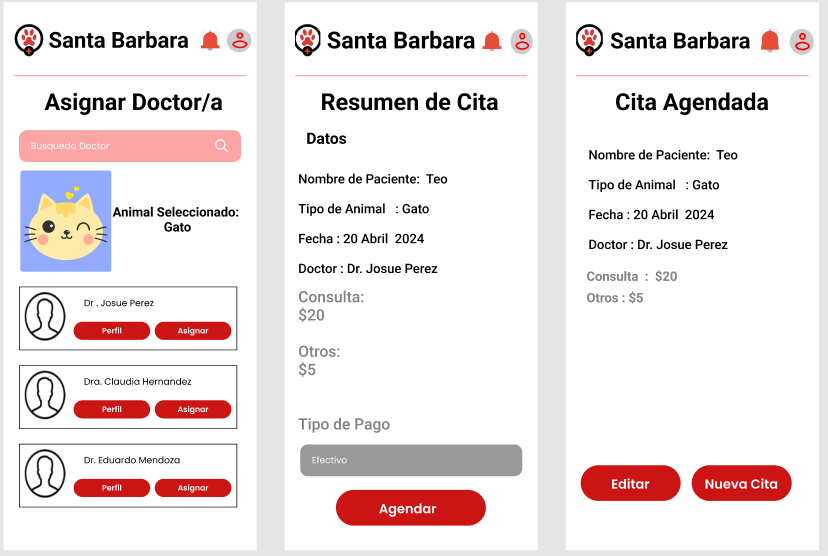 Santa Barbara
Asignar Doctor/a
Busqueda Doctor
Animal Seleccionado:
Gato
Dr . Josue Perez
Perfil
Asignar
Dra. Claudia Hernandez
Perfil
Asignar
Dr. Eduardo Mendoza
Perfil
Asignar
Santa Barbara
Resumen de Cita
Datos
Nombre de Paciente: Teo
Tipo de Animal : Gato
Fecha : 20 Abril 2024
Doctor : Dr. Josue Perez
Consulta:
$20
Otros:
$5
Tipo de Pago
Efectivo
Agendar
Santa Barbara
Cita Agendada
Nombre de Paciente: Teo
Tipo de Animal : Gato
Fecha : 20 Abril 2024
Doctor : Dr. Josue Perez
Consulta : $20
Otros : $5
Editar
Nueva Cita